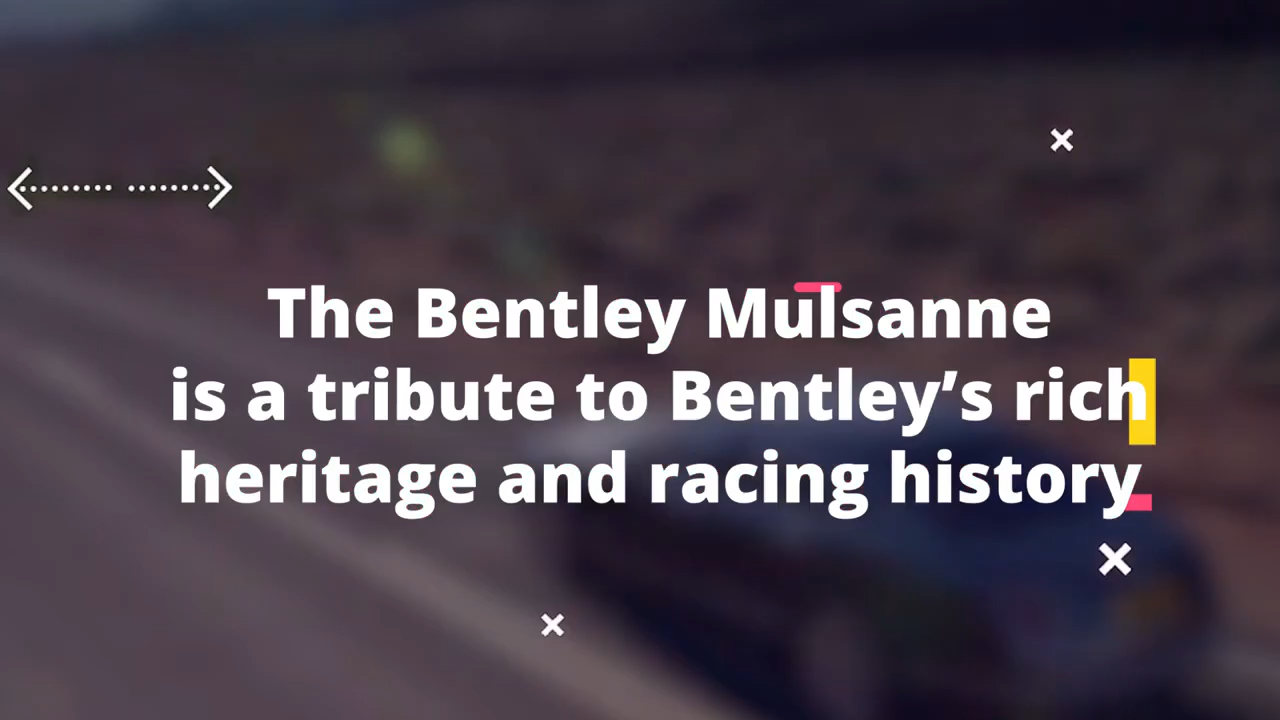 The Bentley Mulsanne
is a tribute to Bentley’s rich
heritage and racing history